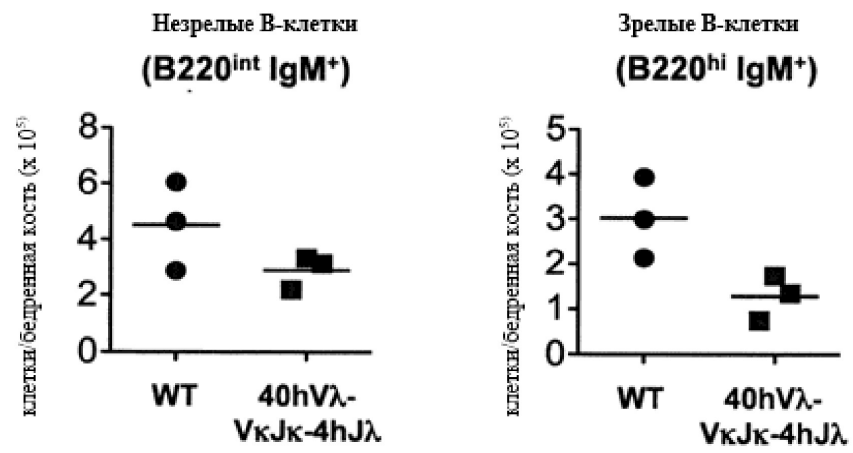 Незрелые В-клетки
(B220int IgM+)
клетки/бедренная кость (x 10⁵⁾
8
6
4
2
0
WT
40hVλ-
VκJκ-4hJλ
Зрелые В-клетки
(B220hi IgM+)
клетки/бедренная кость (x 10⁵⁾
5
4
3
2
1
0
WT
40hVλ-
VκJκ-4hJλ